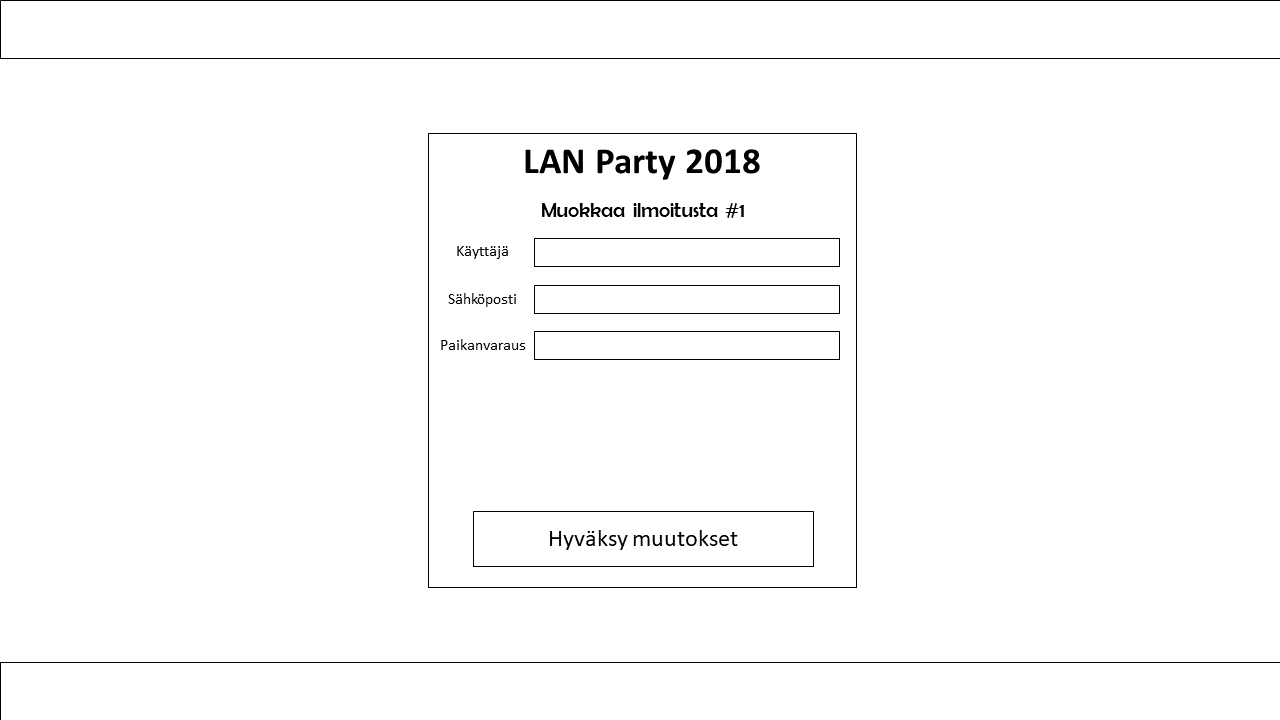 LAN Party 2018
Muokkaa ilmoitusta #1
Käyttäjä
Sähköposti
Paikanvaraus
Hyväksy muutokset